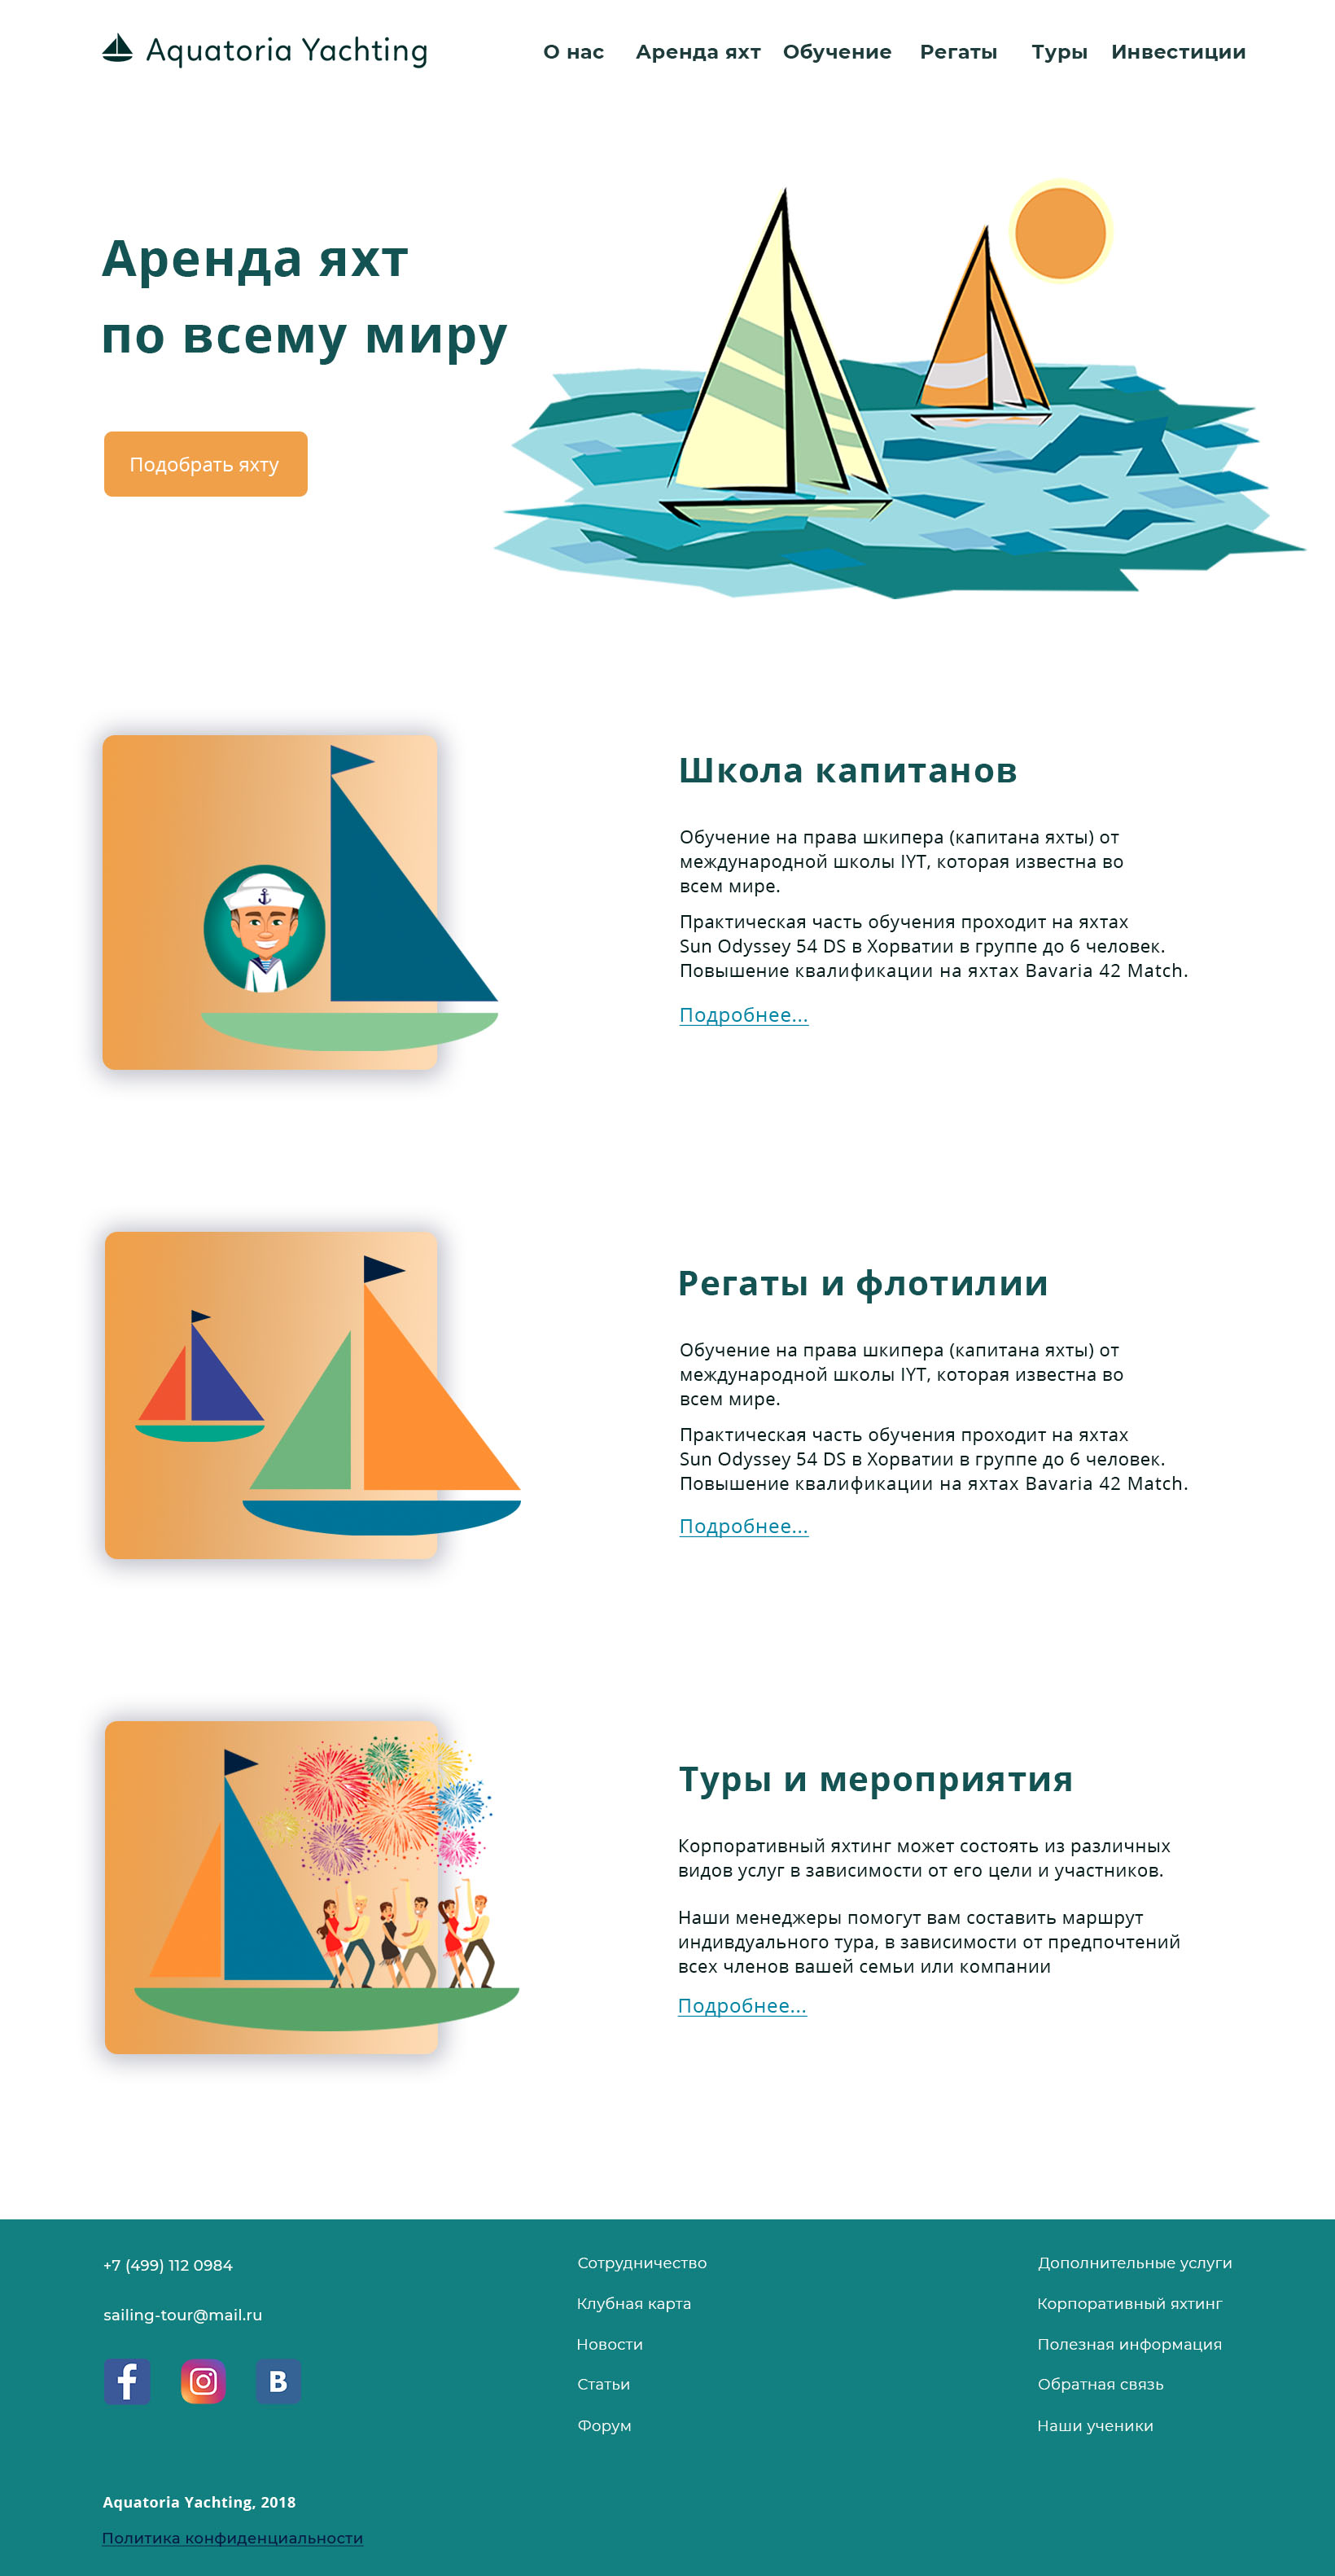 Aquatoria Yachting
О нас
Аренда яхт
Обучение
Регаты
Туры
Инвестиции
Аренда яхт
по всему миру
Подобрать яхту
Школа капитанов
Обучение на права шкипера (капитана яхты) от
международной школы IYT, которая известна во
всем мире.
Практическая часть обучения проходит на яхтах
Sun Odyssey 54 DS в Хорватии в группе до 6 человек.
Повышение квалификации на яхтах Bavaria 42 Match.
Подробнее...
Регаты и флотилии
Обучение на права шкипера (капитана яхты) от
международной школы IYT, которая известна во
всем мире.
Практическая часть обучения проходит на яхтах
Sun Odyssey 54 DS в Хорватии в группе до 6 человек.
Повышение квалификации на яхтах Bavaria 42 Match.
Подробнее...
Туры и мероприятия
Корпоративный яхтинг может состоять из различных
видов услуг в зависимости от его цели и участников.
Наши менеджеры помогут вам составить маршрут
индивдуального тура, в зависимости от предпочтений
всех членов вашей семьи или компании
Подробнее...
+7 (499) 112 0984
sailing-tour@mail.ru
f
B
Сотрудничество
Клубная карта
Новости
Статьи
Форум
Дополнительные услуги
Корпоративный яхтинг
Полезная информация
Обратная связь
Наши ученики
Aquatoria Yachting, 2018
Политика конфиденциальности